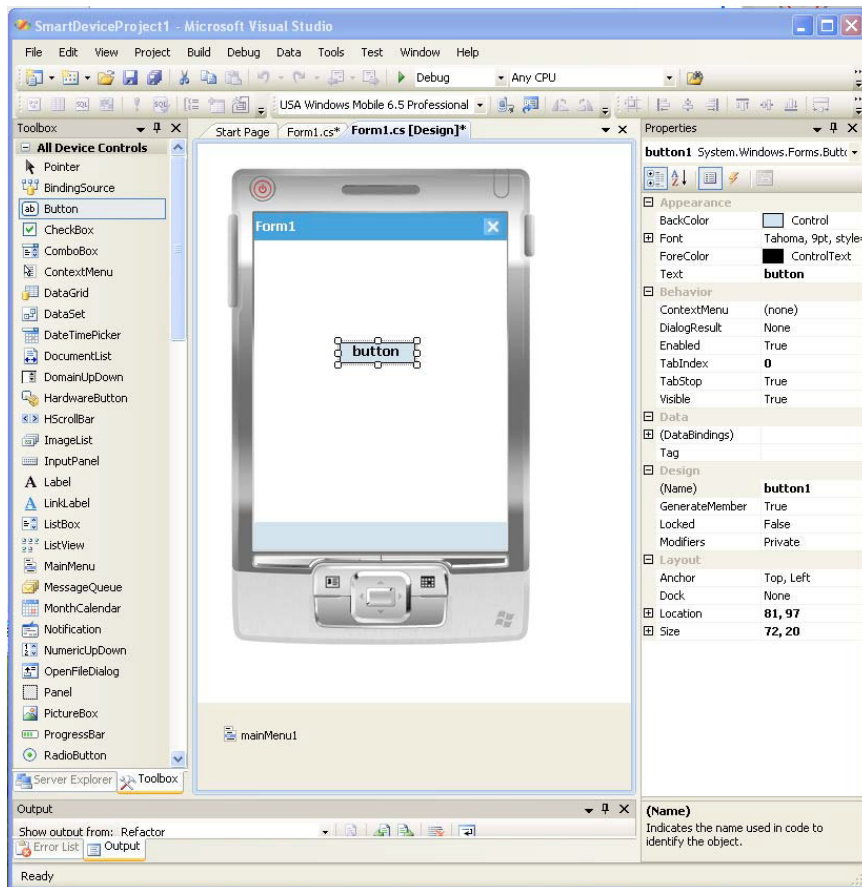 SmartDeviceProject1 - Microsoft Visual Studio
File Edit View Project Build Debug Data Tools Test Window Help
Debug Any CPU
USA Windows Mobile 6.5 Professional
Toolbox
All Device Controls
Pointer
BindingSource
Button
CheckBox
ComboBox
ContextMenu
DataGrid
DataSet
DateTimePicker
DocumentList
DomainUpDown
HardwareButton
HScrollBar
ImageList
InputPanel
Label
LinkLabel
ListBox
ListView
MainMenu
MessageQueue
MonthCalendar
Notification
NumericUpDown
OpenFileDialog
Panel
PictureBox
ProgressBar
RadioButton
Server Explorer Toolbox
Start Page Form1.cs* Form1.cs [Design]*
Form1
button
mainMenu1
Properties
button1 System.Windows.Forms.Butt
Appearance
BackColor Control
Font Tahoma, 9pt, style=
ForeColor ControlText
Text button
Behavior
ContextMenu (none)
DialogResult None
Enabled True
TabIndex 0
TabStop True
Visible True
Data
(DataBindings)
Tag
Design
(Name) button1
GenerateMember True
Locked False
Modifiers Private
Layout
Anchor Top, Left
Dock None
Location 81, 97
Size 72, 20
(Name)
Indicates the name used in code to
identify the object.
Output
Show output from: Refactor
Error List Output
Ready